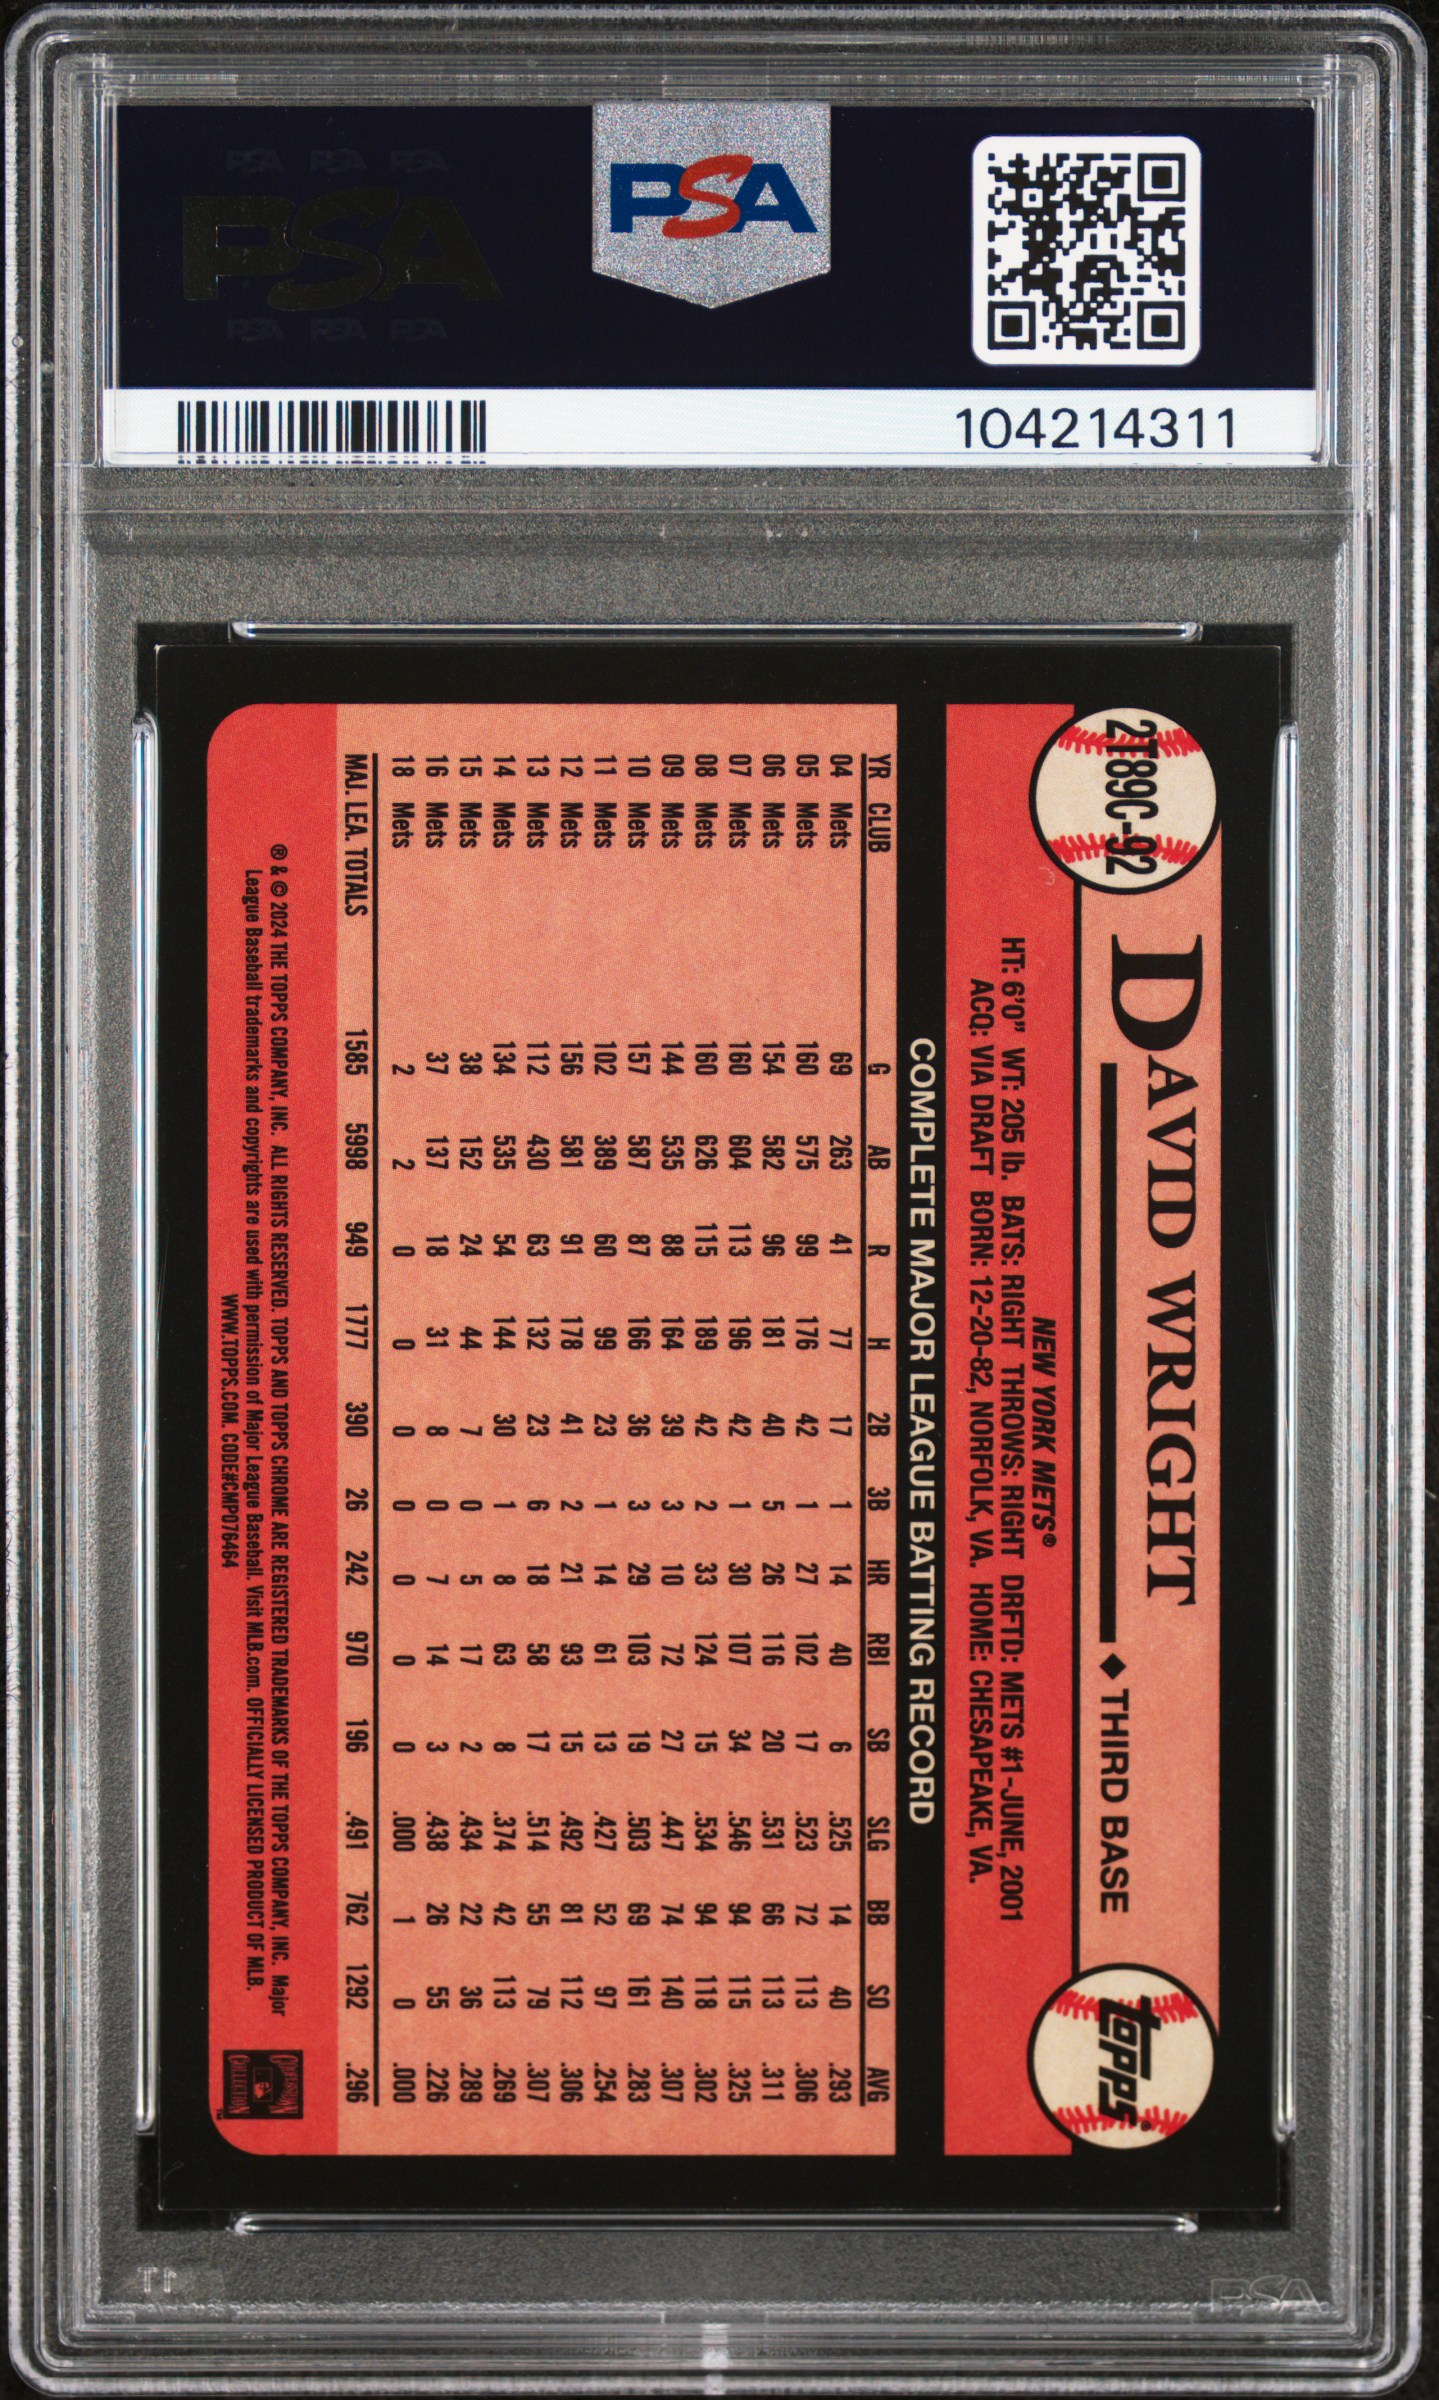 PSA PSA PSA
PSA
PSA PSA PSA
PSA
104214311
2T89C-92
DAVID WRIGHT
◆ THIRD BASE
Topps®
NEW YORK METS®
HT: 6'0" WT: 205 lb. BATS: RIGHT THROWS: RIGHT DRFTD: METS #1-JUNE, 2001
ACQ: VIA DRAFT BORN: 12-20-82, NORFOLK, VA. HOME: CHESAPEAKE, VA.
COMPLETE MAJOR LEAGUE BATTING RECORD
YR CLUB G AB R H 2B 3B HR RBI SB SLG BB SO AVG
04 Mets 69 263 41 77 17 1 14 40 6 .525 14 40 .293
05 Mets 160 575 99 176 42 1 27 102 17 .523 72 113 .306
06 Mets 154 582 96 181 40 5 26 116 20 .531 66 113 .311
07 Mets 160 604 113 196 42 1 30 107 34 .546 94 115 .325
08 Mets 160 626 115 189 42 2 33 124 15 .534 94 118 .302
09 Mets 144 535 88 164 39 3 10 72 27 .447 74 140 .307
10 Mets 157 587 87 166 36 3 29 103 19 .503 69 161 .283
11 Mets 102 389 60 99 23 1 14 61 13 .427 52 97 .254
12 Mets 156 581 91 178 41 2 21 93 15 .492 81 112 .306
13 Mets 112 430 63 132 23 6 18 58 17 .514 55 79 .307
14 Mets 134 535 54 144 30 1 8 63 8 .374 42 113 .269
15 Mets 38 152 24 44 7 0 5 17 2 .434 22 36 .289
16 Mets 37 137 18 31 8 0 7 14 3 .438 26 55 .226
18 Mets 2 2 0 0 0 0 0 0 0 .000 1 0 .000
MAJ. LEA. TOTALS 1585 5998 949 1777 390 26 242 970 196 .491 762 1292 .296
® & © 2024 THE TOPPS COMPANY, INC. ALL RIGHTS RESERVED. TOPPS AND TOPPS CHROME ARE REGISTERED TRADEMARKS OF THE TOPPS COMPANY, INC. Major
League Baseball trademarks and copyrights are used with permission of Major League Baseball. Visit MLB.com. OFFICIALLY LICENSED PRODUCT OF MLB.
WWW.TOPPS.COM. CODE#CMP076464
COOPERSTOWN
COLLECTION™
PSA